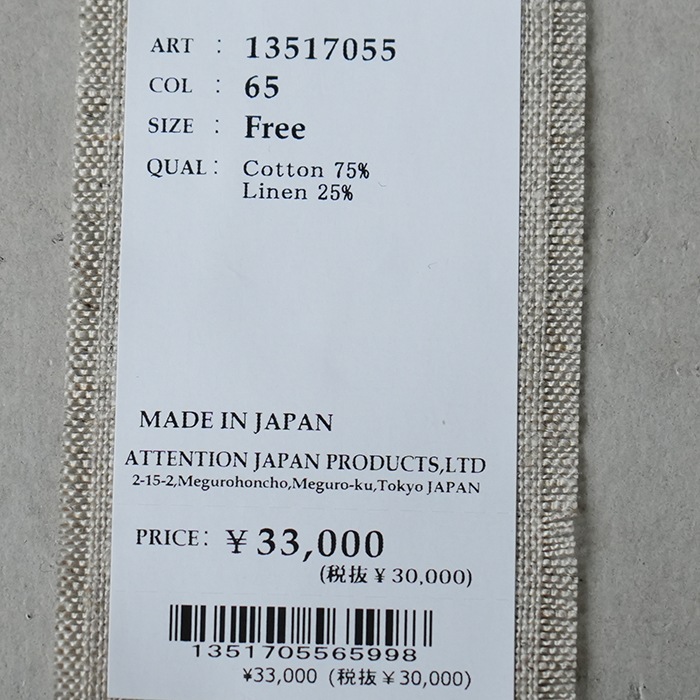 ART : 13517055
COL : 65
SIZE : Free
QUAL : Cotton 75%
Linen 25%
MADE IN JAPAN
ATTENTION JAPAN PRODUCTS,LTD
2-15-2,Megurohoncho,Meguro-ku,Tokyo JAPAN
PRICE: ¥33,000
(税抜¥30,000)
1351705565998
¥33,000 (税抜¥30,000)